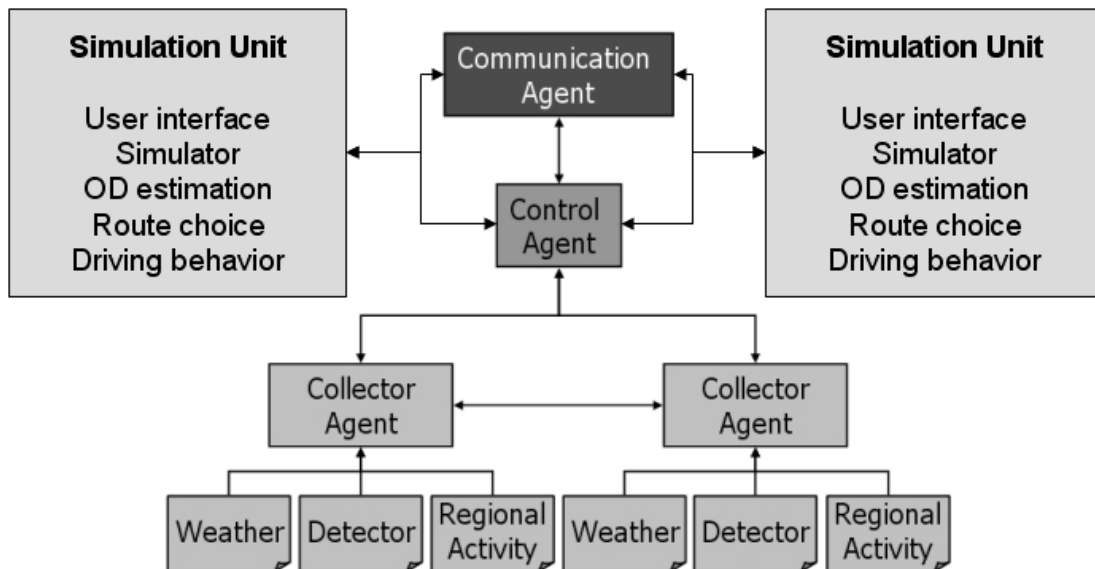 Simulation Unit
User interface
Simulator
OD estimation
Route choice
Driving behavior
Communication
Agent
Control
Agent
Simulation Unit
User interface
Simulator
OD estimation
Route choice
Driving behavior
Collector
Agent
Collector
Agent
Weather
Detector
Regional
Activity
Weather
Detector
Regional
Activity